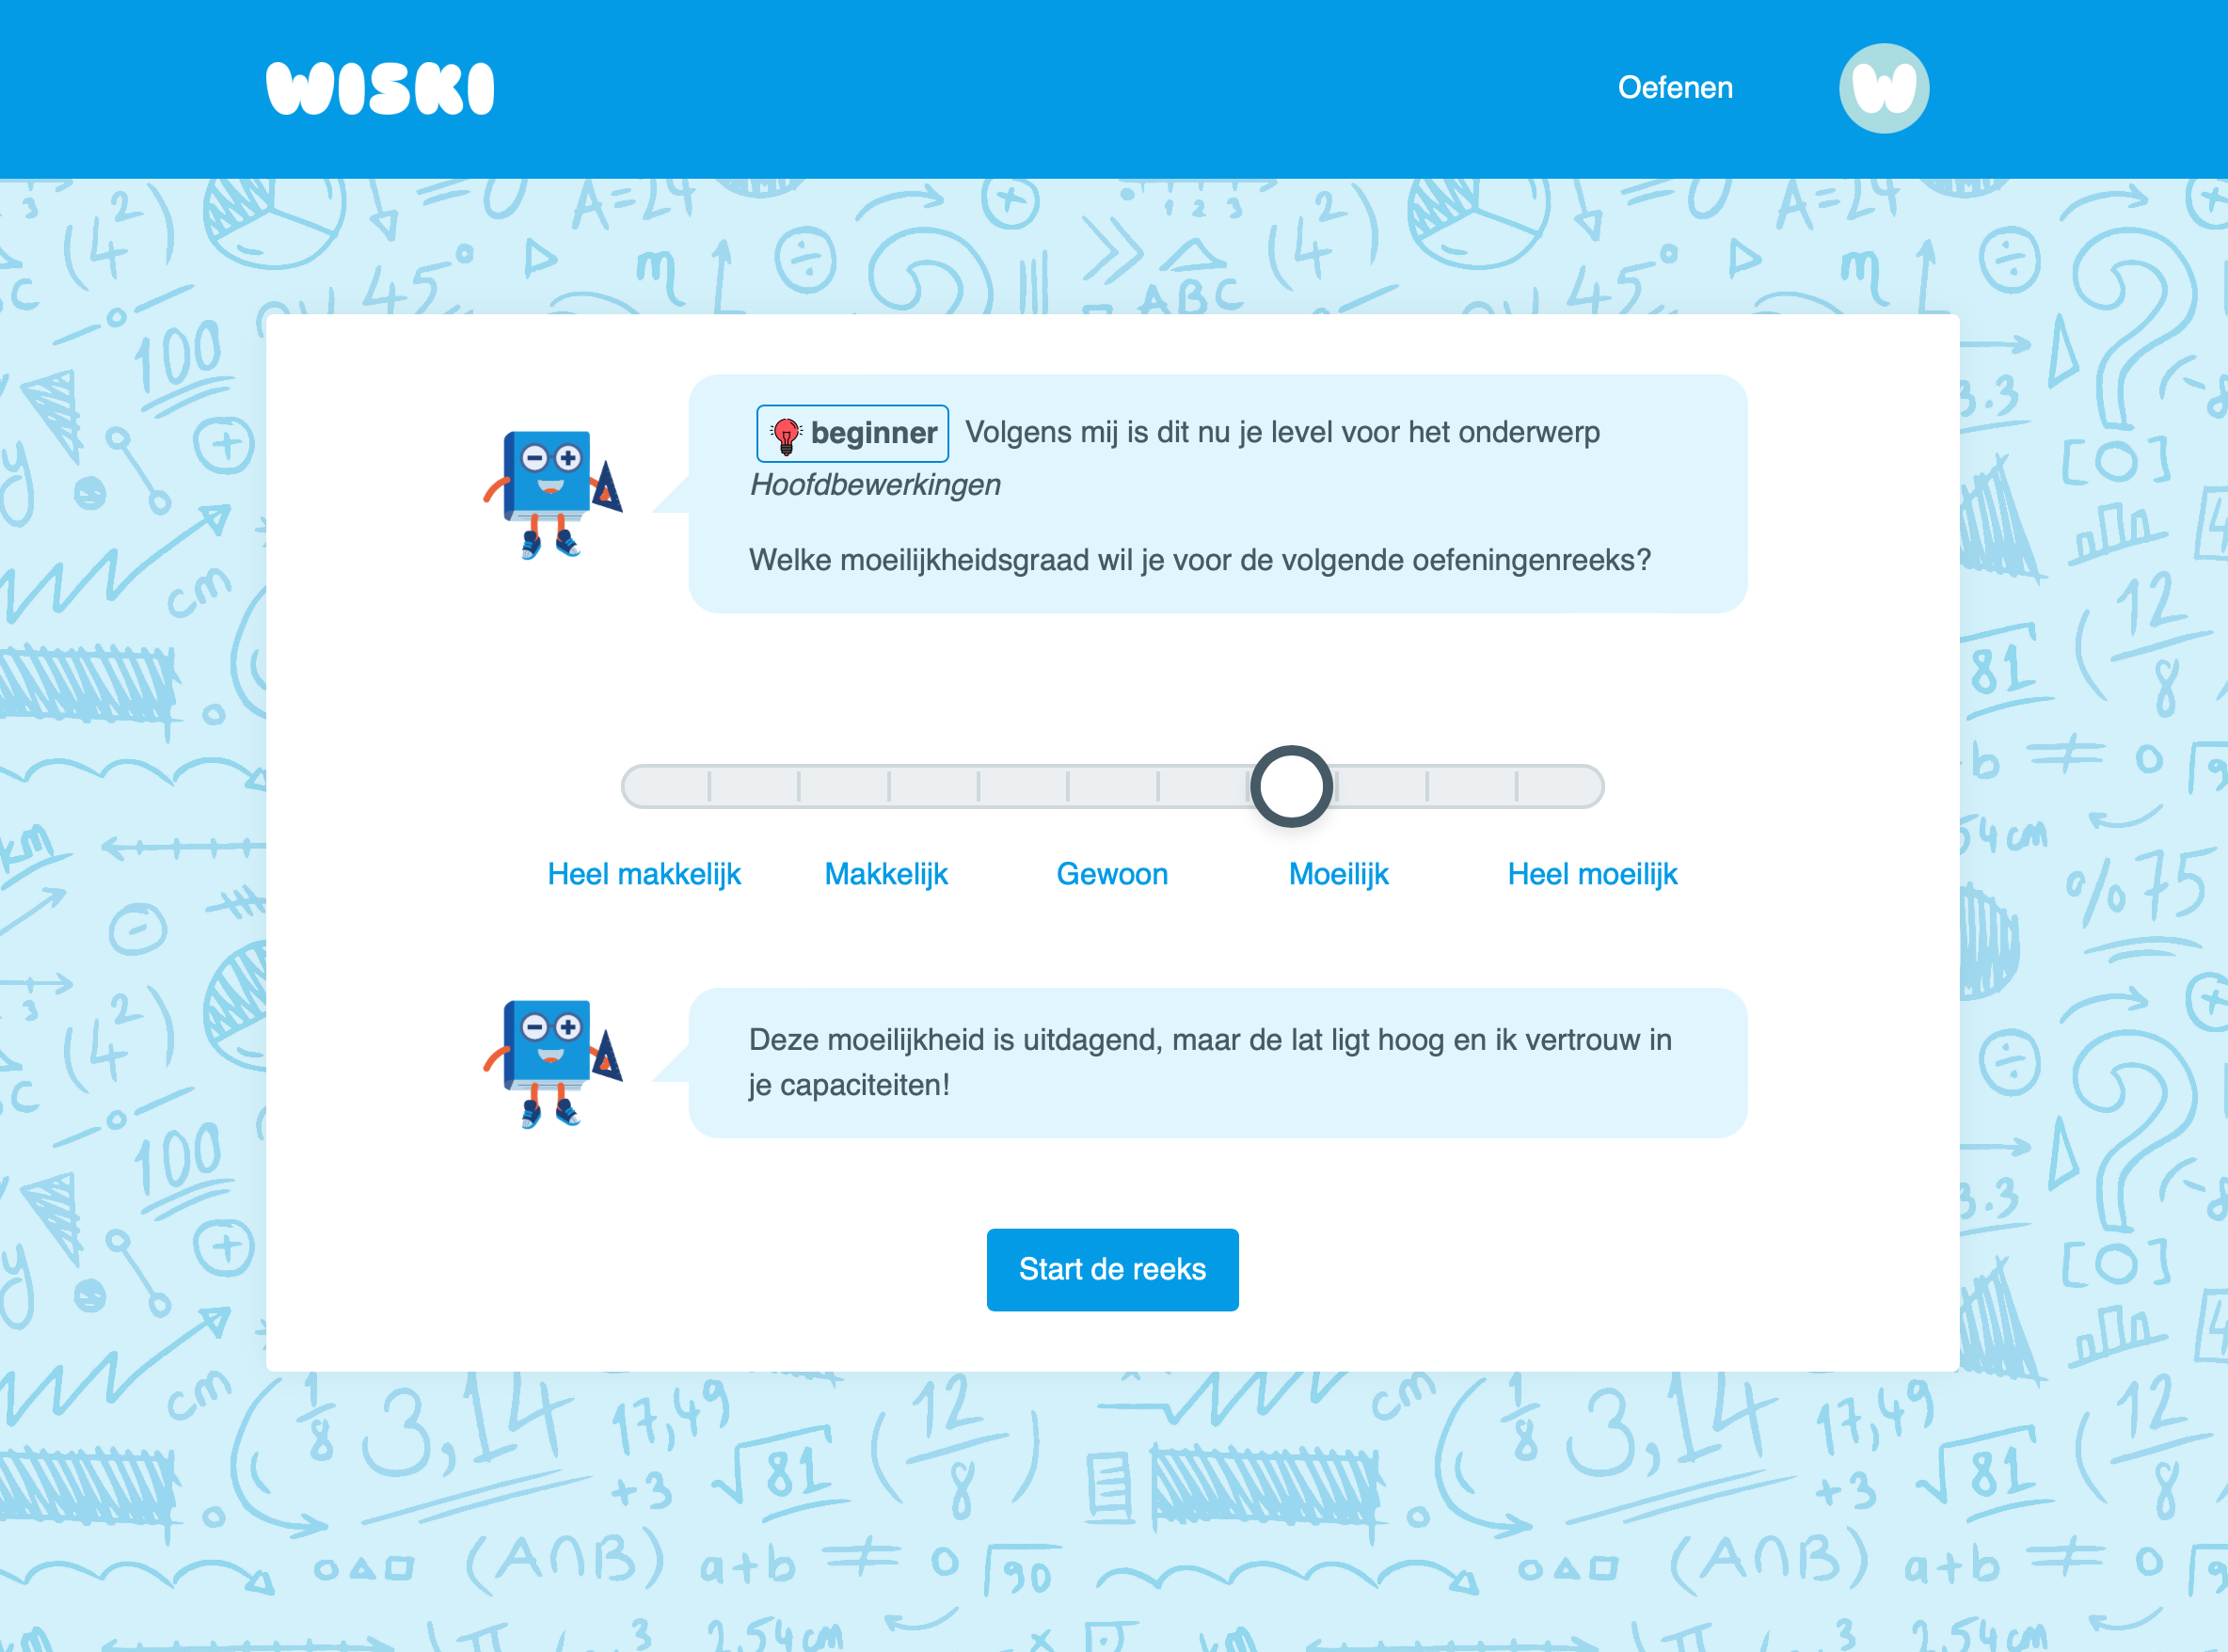 WISKI
Oefenen
W
beginner Volgens mij is dit nu je level voor het onderwerp
Hoofdbewerkingen
Welke moeilijkheidsgraad wil je voor de volgende oefeningenreeks?
Heel makkelijk Makkelijk Gewoon Moeilijk Heel moeilijk
Deze moeilijkheid is uitdagend, maar de lat ligt hoog en ik vertrouw in
je capaciteiten!
Start de reeks